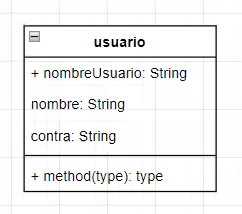 usuario
+ nombreUsuario: String
nombre: String
contra: String
+ method(type): type